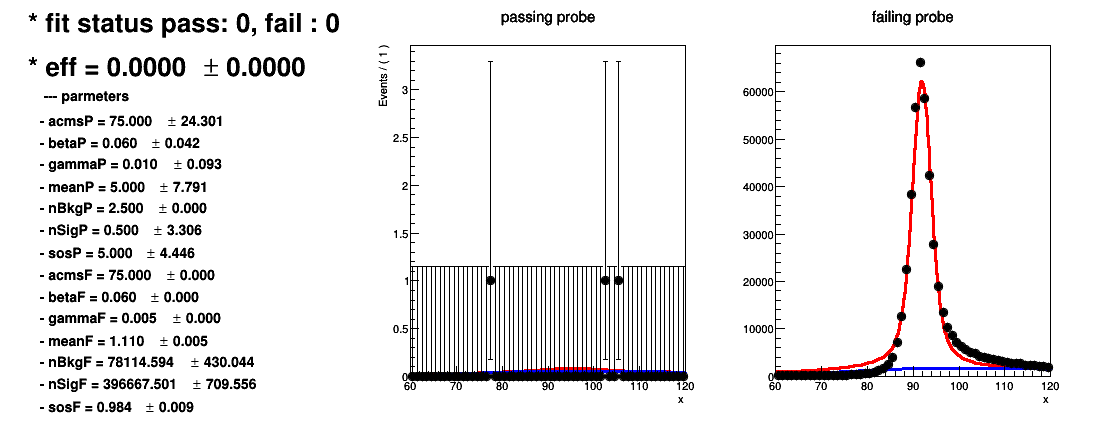 * fit status pass: 0, fail : 0
* eff = 0.0000 ± 0.0000
--- parmeters
- acmsP = 75.000 ± 24.301
- betaP = 0.060 ± 0.042
- gammaP = 0.010 ± 0.093
- meanP = 5.000 ± 7.791
- nBkgP = 2.500 ± 0.000
- nSigP = 0.500 ± 3.306
- sosP = 5.000 ± 4.446
- acmsF = 75.000 ± 0.000
- betaF = 0.060 ± 0.000
- gammaF = 0.005 ± 0.000
- meanF = 1.110 ± 0.005
- nBkgF = 78114.594 ± 430.044
- nSigF = 396667.501 ± 709.556
- sosF = 0.984 ± 0.009
passing probe
Events / ( 1 )
3
2.5
2
1.5
1
0.5
0
60 70 80 90 100 110 120
x
failing probe
60000
50000
40000
30000
20000
10000
0
60 70 80 90 100 110 120
x